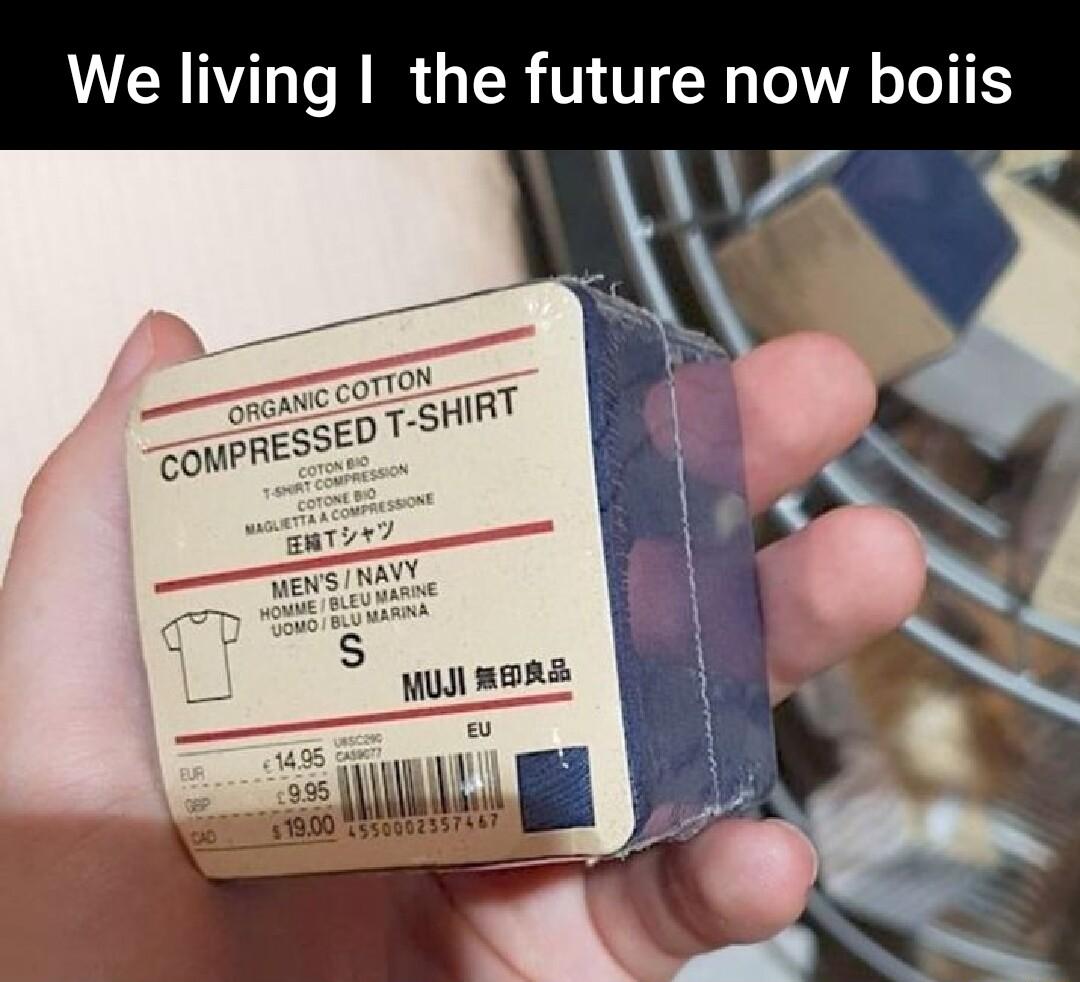 We living I  the future now boiis
ORGANIC COTTON
COMPRESSED T-SHIRT
COTON BIO
T-SHIRT COMPRESSION
COTONE BIO
MAGLIETTA A COMPRESSIONE
圧縮Tシャツ
MEN'S / NAVY
HOMME / BLEU MARINE
UOMO / BLU MARINA
S
MUJI 無印良品
EU
EUR € 14.95
GBP £ 9.95
CAD $ 19.00
4550002357467